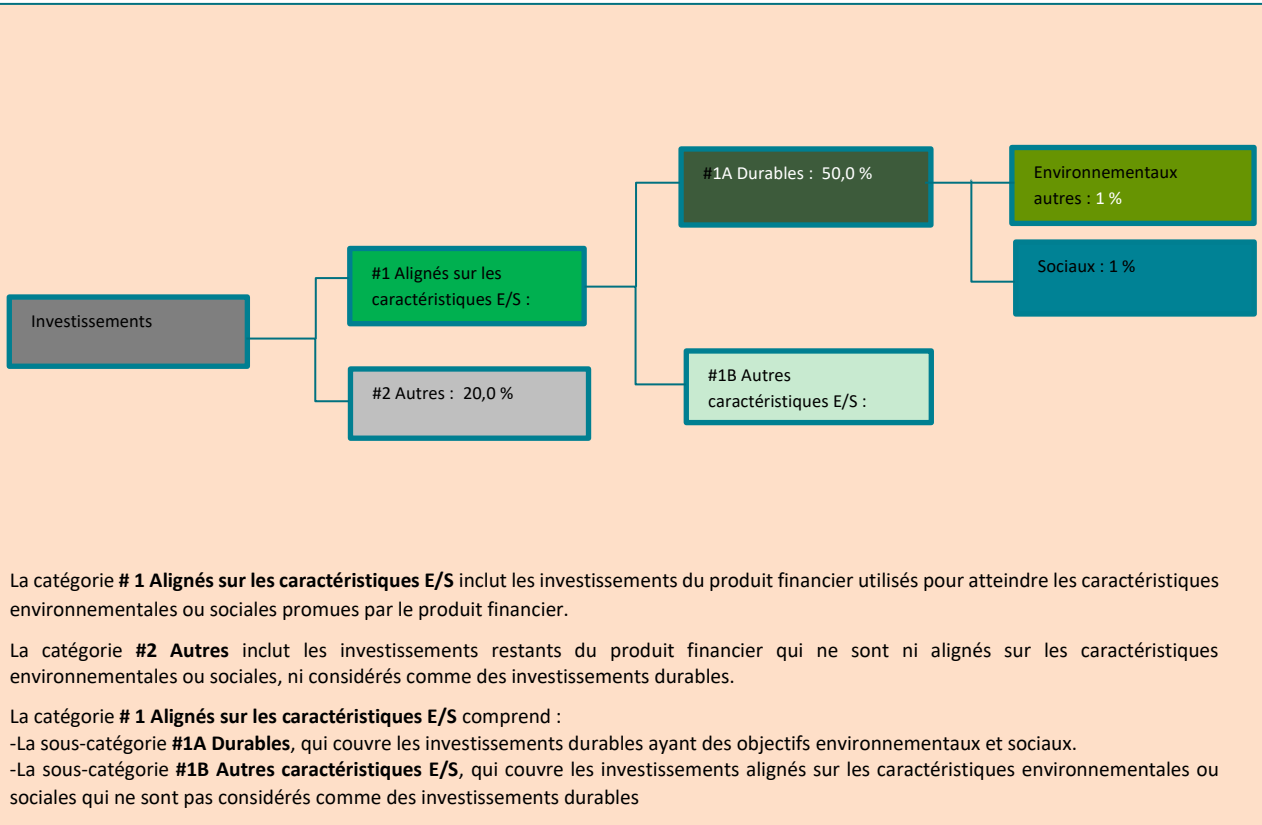 #1A Durables : 50,0 %
Environnementaux
autres : 1 %
#1 Alignés sur les
caractéristiques E/S :
Sociaux : 1 %
Investissements
#2 Autres : 20,0 %
#1B Autres
caractéristiques E/S :
La catégorie # 1 Alignés sur les caractéristiques E/S inclut les investissements du produit financier utilisés pour atteindre les caractéristiques
environnementales ou sociales promues par le produit financier.
La catégorie #2 Autres inclut les investissements restants du produit financier qui ne sont ni alignés sur les caractéristiques
environnementales ou sociales, ni considérés comme des investissements durables.
La catégorie # 1 Alignés sur les caractéristiques E/S comprend :
-La sous-catégorie #1A Durables, qui couvre les investissements durables ayant des objectifs environnementaux et sociaux.
-La sous-catégorie #1B Autres caractéristiques E/S, qui couvre les investissements alignés sur les caractéristiques environnementales ou
sociales qui ne sont pas considérés comme des investissements durables